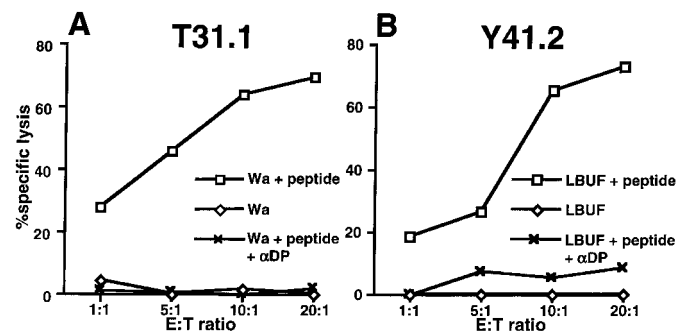 A
T31.1
80
60
40
20
0
%specific lysis
Wa + peptide
Wa
Wa + peptide
+ αDP
1:1
5:1
10:1
20:1
E:T ratio
B
Y41.2
80
60
40
20
0
LBUF + peptide
LBUF
LBUF + peptide
+ αDP
1:1
5:1
10:1
20:1
E:T ratio